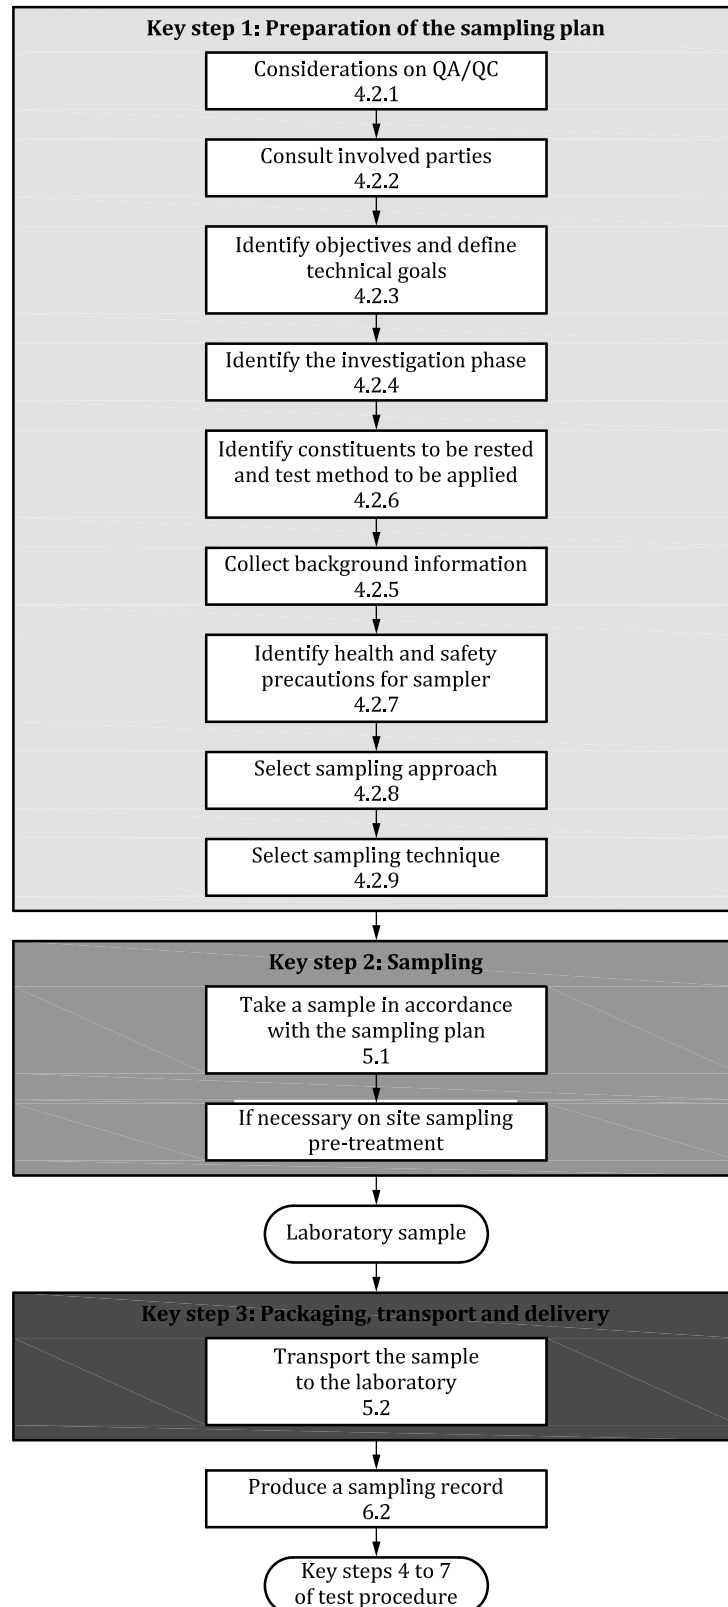 Key step 1: Preparation of the sampling plan
Considerations on QA/QC
4.2.1
Consult involved parties
4.2.2
Identify objectives and define
technical goals
4.2.3
Identify the investigation phase
4.2.4
Identify constituents to be rested
and test method to be applied
4.2.6
Collect background information
4.2.5
Identify health and safety
precautions for sampler
4.2.7
Select sampling approach
4.2.8
Select sampling technique
4.2.9
Key step 2: Sampling
Take a sample in accordance
with the sampling plan
5.1
If necessary on site sampling
pre-treatment
Laboratory sample
Key step 3: Packaging, transport and delivery
Transport the sample
to the laboratory
5.2
Produce a sampling record
6.2
Key steps 4 to 7
of test procedure